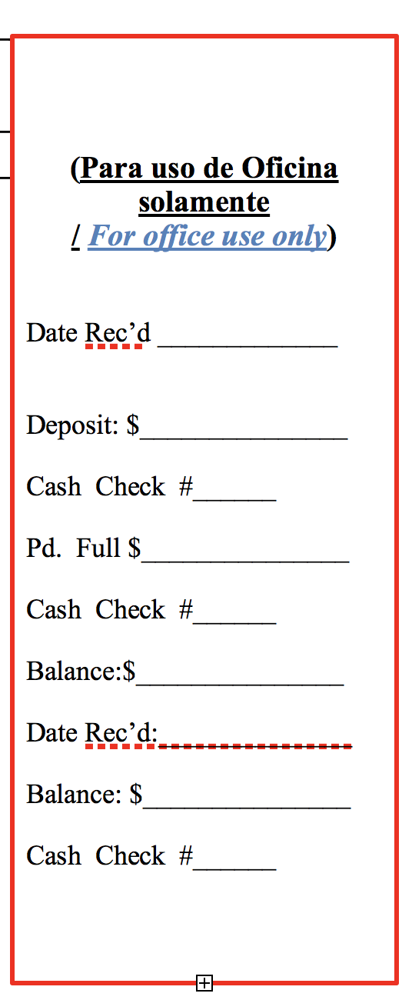 (Para uso de Oficina
solamente
/ For office use only)
Date Rec’d _____________
Deposit: $_______________
Cash  Check  #______
Pd.  Full $_______________
Cash  Check  #______
Balance:$_______________
Date Rec’d:______________
Balance: $_______________
Cash  Check  #______